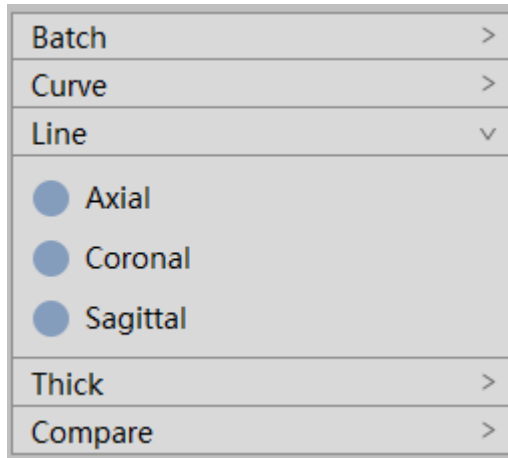 Batch
Curve
Line
Axial
Coronal
Sagittal
Thick
Compare